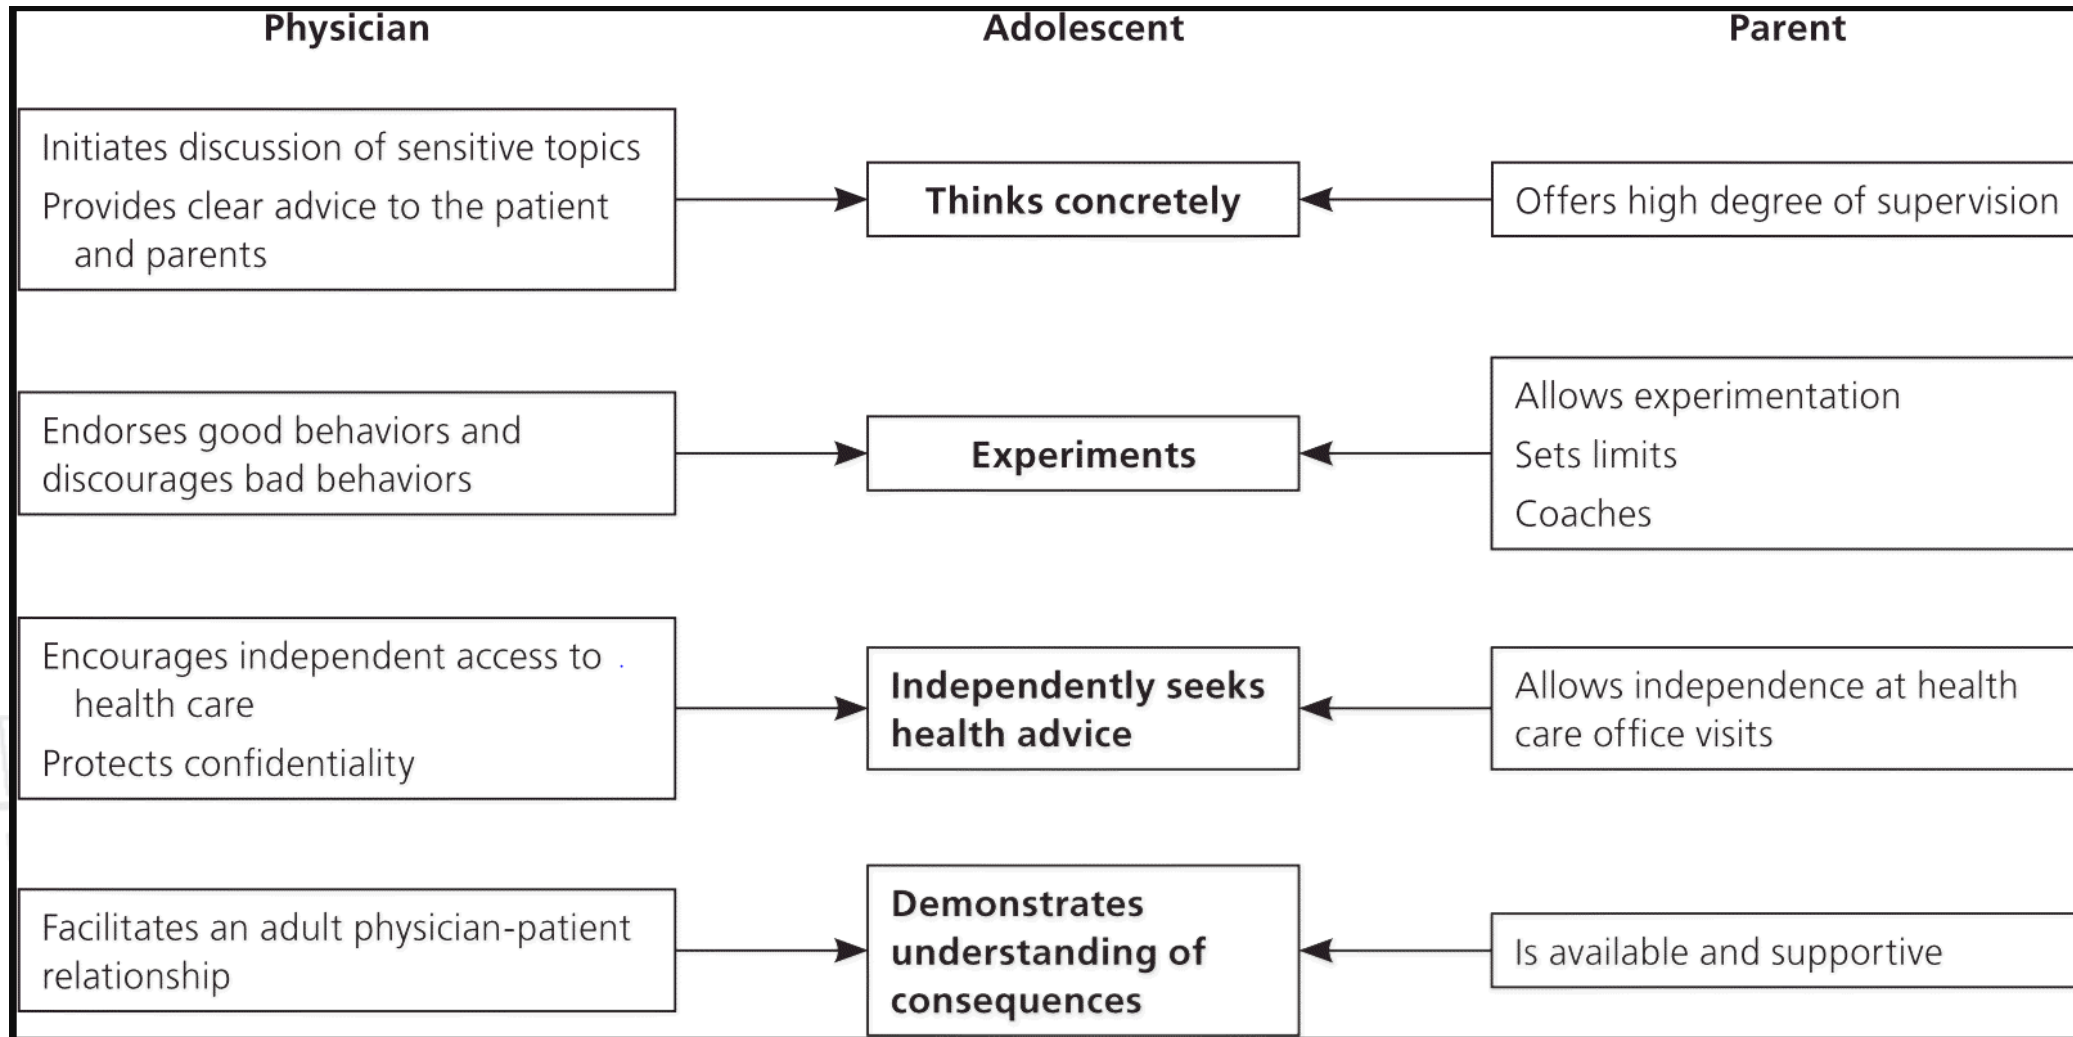 Physician Adolescent Parent
Initiates discussion of sensitive topics
Provides clear advice to the patient
and parents
Thinks concretely
Offers high degree of supervision
Endorses good behaviors and
discourages bad behaviors
Experiments
Allows experimentation
Sets limits
Coaches
Encourages independent access to
health care
Protects confidentiality
Independently seeks
health advice
Allows independence at health
care office visits
Facilitates an adult physician-patient
relationship
Demonstrates
understanding of
consequences
Is available and supportive